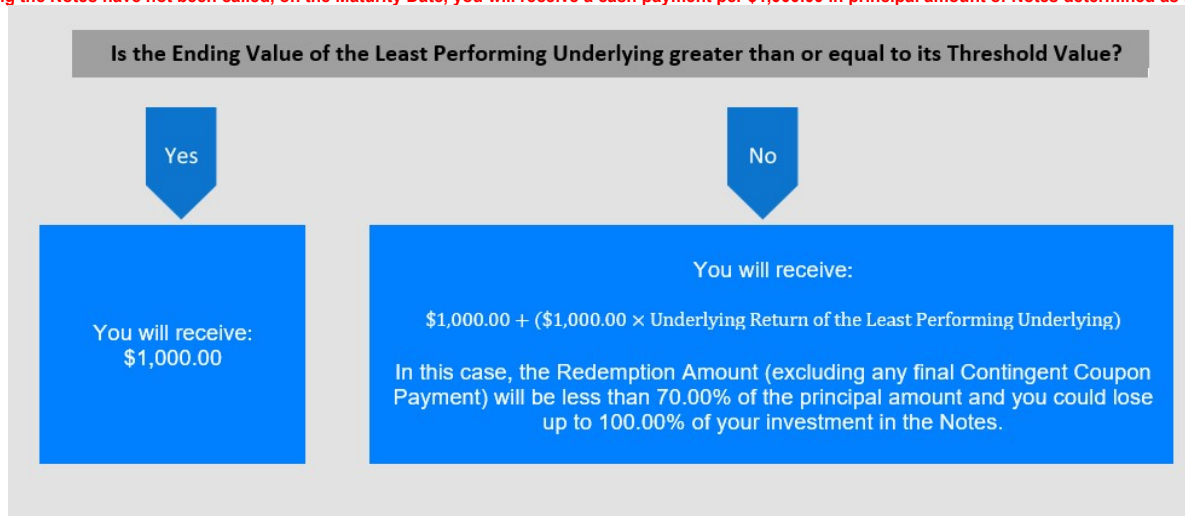 Is the Ending Value of the Least Performing Underlying greater than or equal to its Threshold Value?
Yes
No
You will receive:
$1,000.00
You will receive:
$1,000.00 + ($1,000.00 × Underlying Return of the Least Performing Underlying)
In this case, the Redemption Amount (excluding any final Contingent Coupon
Payment) will be less than 70.00% of the principal amount and you could lose
up to 100.00% of your investment in the Notes.